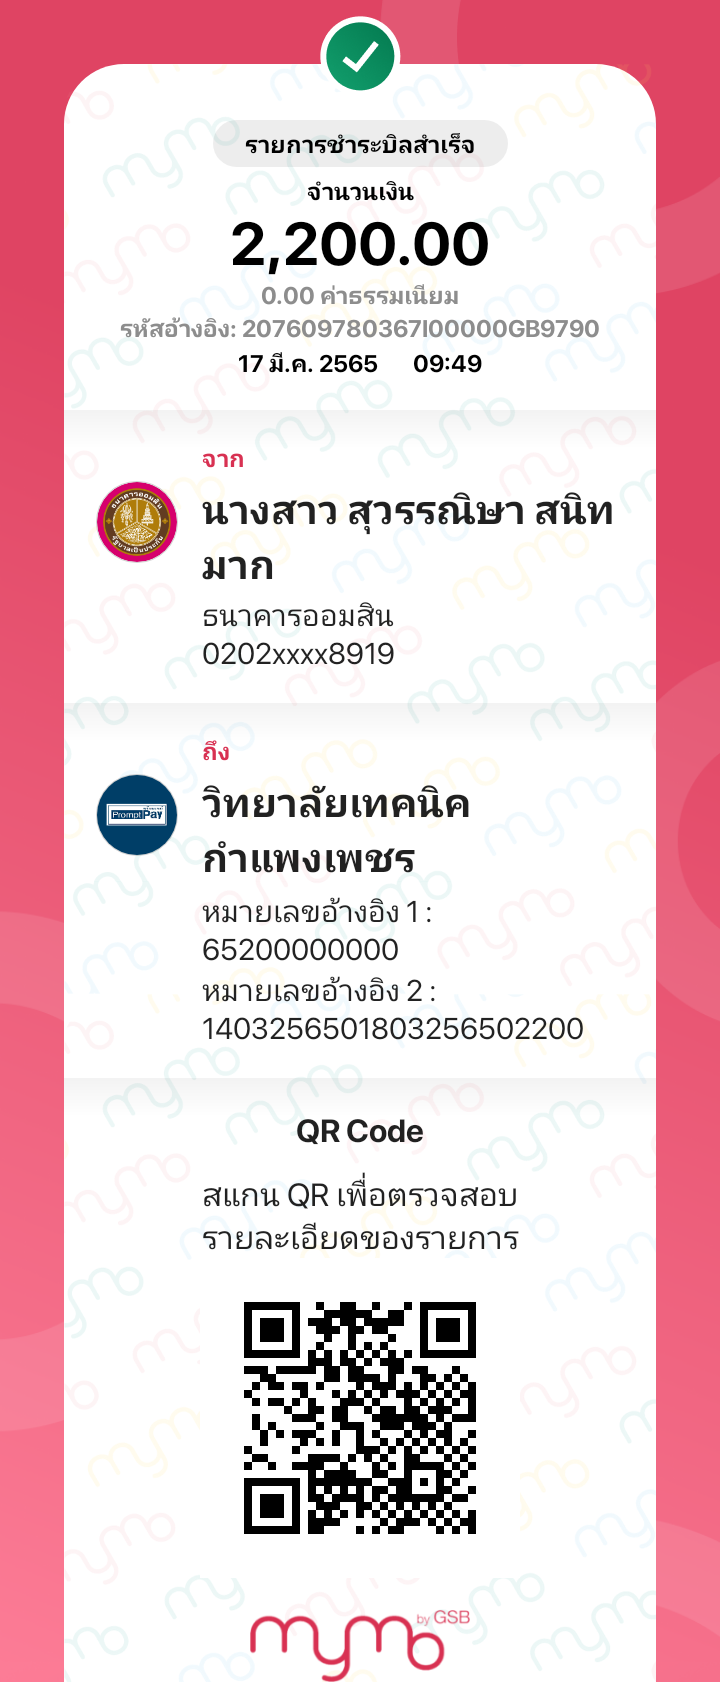 รายการชำระบิลสำเร็จ
จำนวนเงิน
2,200.00
0.00 ค่าธรรมเนียม
รหัสอ้างอิง: 207609780367I00000GB9790
17 มี.ค. 2565 09:49
จาก
นางสาว สุวรรณิษา สนิท
มาก
ธนาคารออมสิน
0202xxxx8919
ถึง
PromptPay
วิทยาลัยเทคนิค
กำแพงเพชร
หมายเลขอ้างอิง 1 :
65200000000
หมายเลขอ้างอิง 2 :
1403256501803256502200
QR Code
สแกน QR เพื่อตรวจสอบ
รายละเอียดของรายการ
mymo by GSB